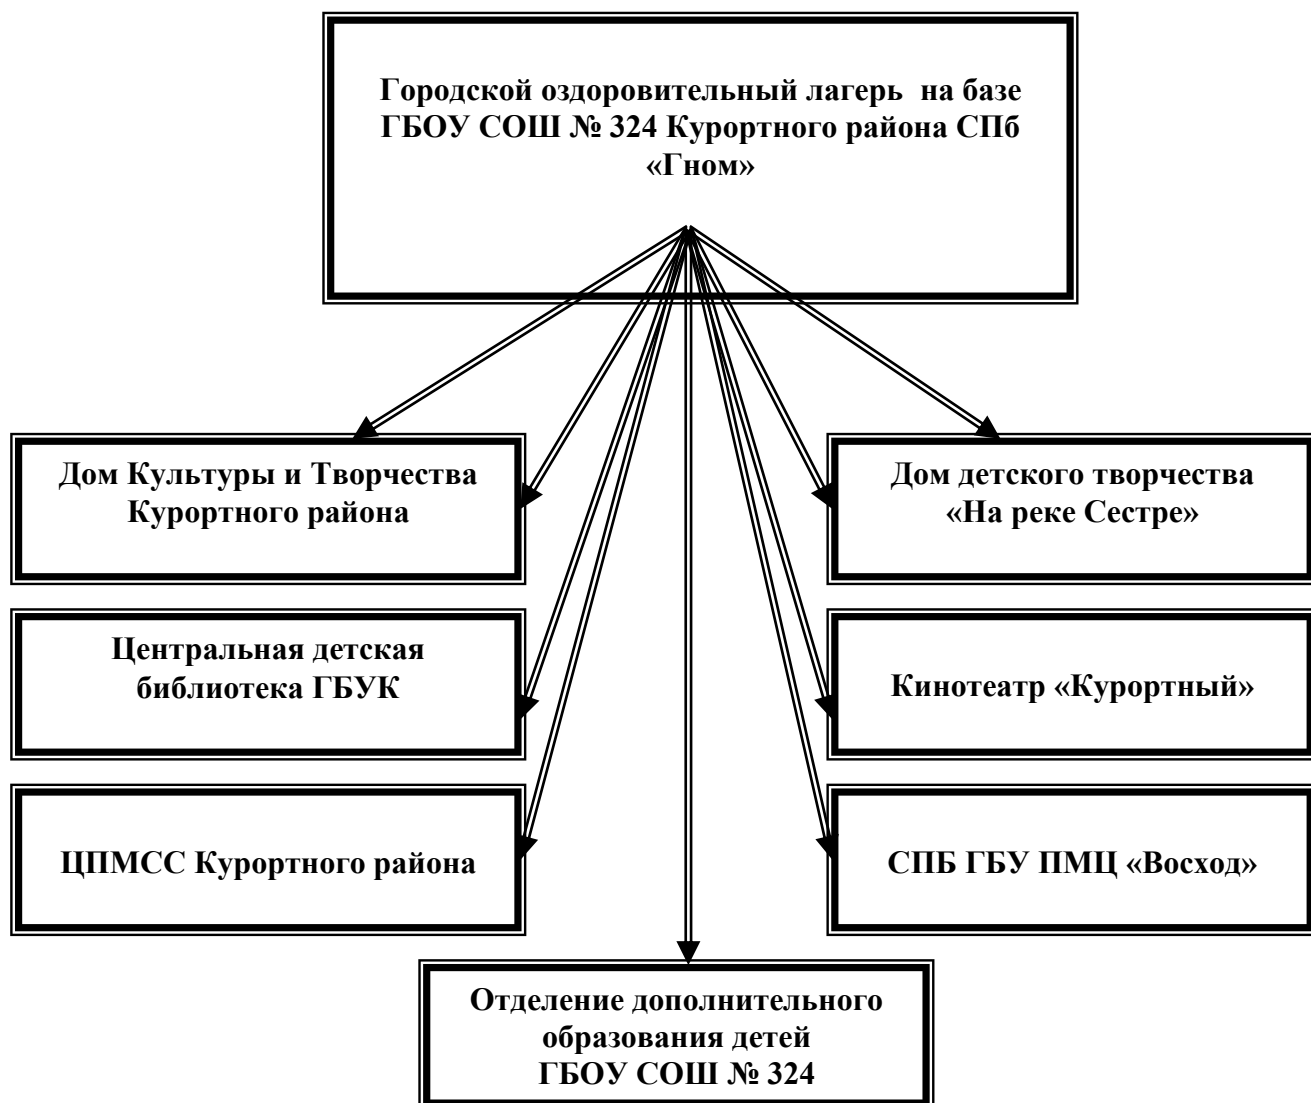 Городской оздоровительный лагерь на базе
ГБОУ СОШ № 324 Курортного района СПб
«Гном»
Дом Культуры и Творчества
Курортного района
Дом детского творчества
«На реке Сестре»
Центральная детская
библиотека ГБУК
Кинотеатр «Курортный»
ЦПМСС Курортного района
СПБ ГБУ ПМЦ «Восход»
Отделение дополнительного
образования детей
ГБОУ СОШ № 324